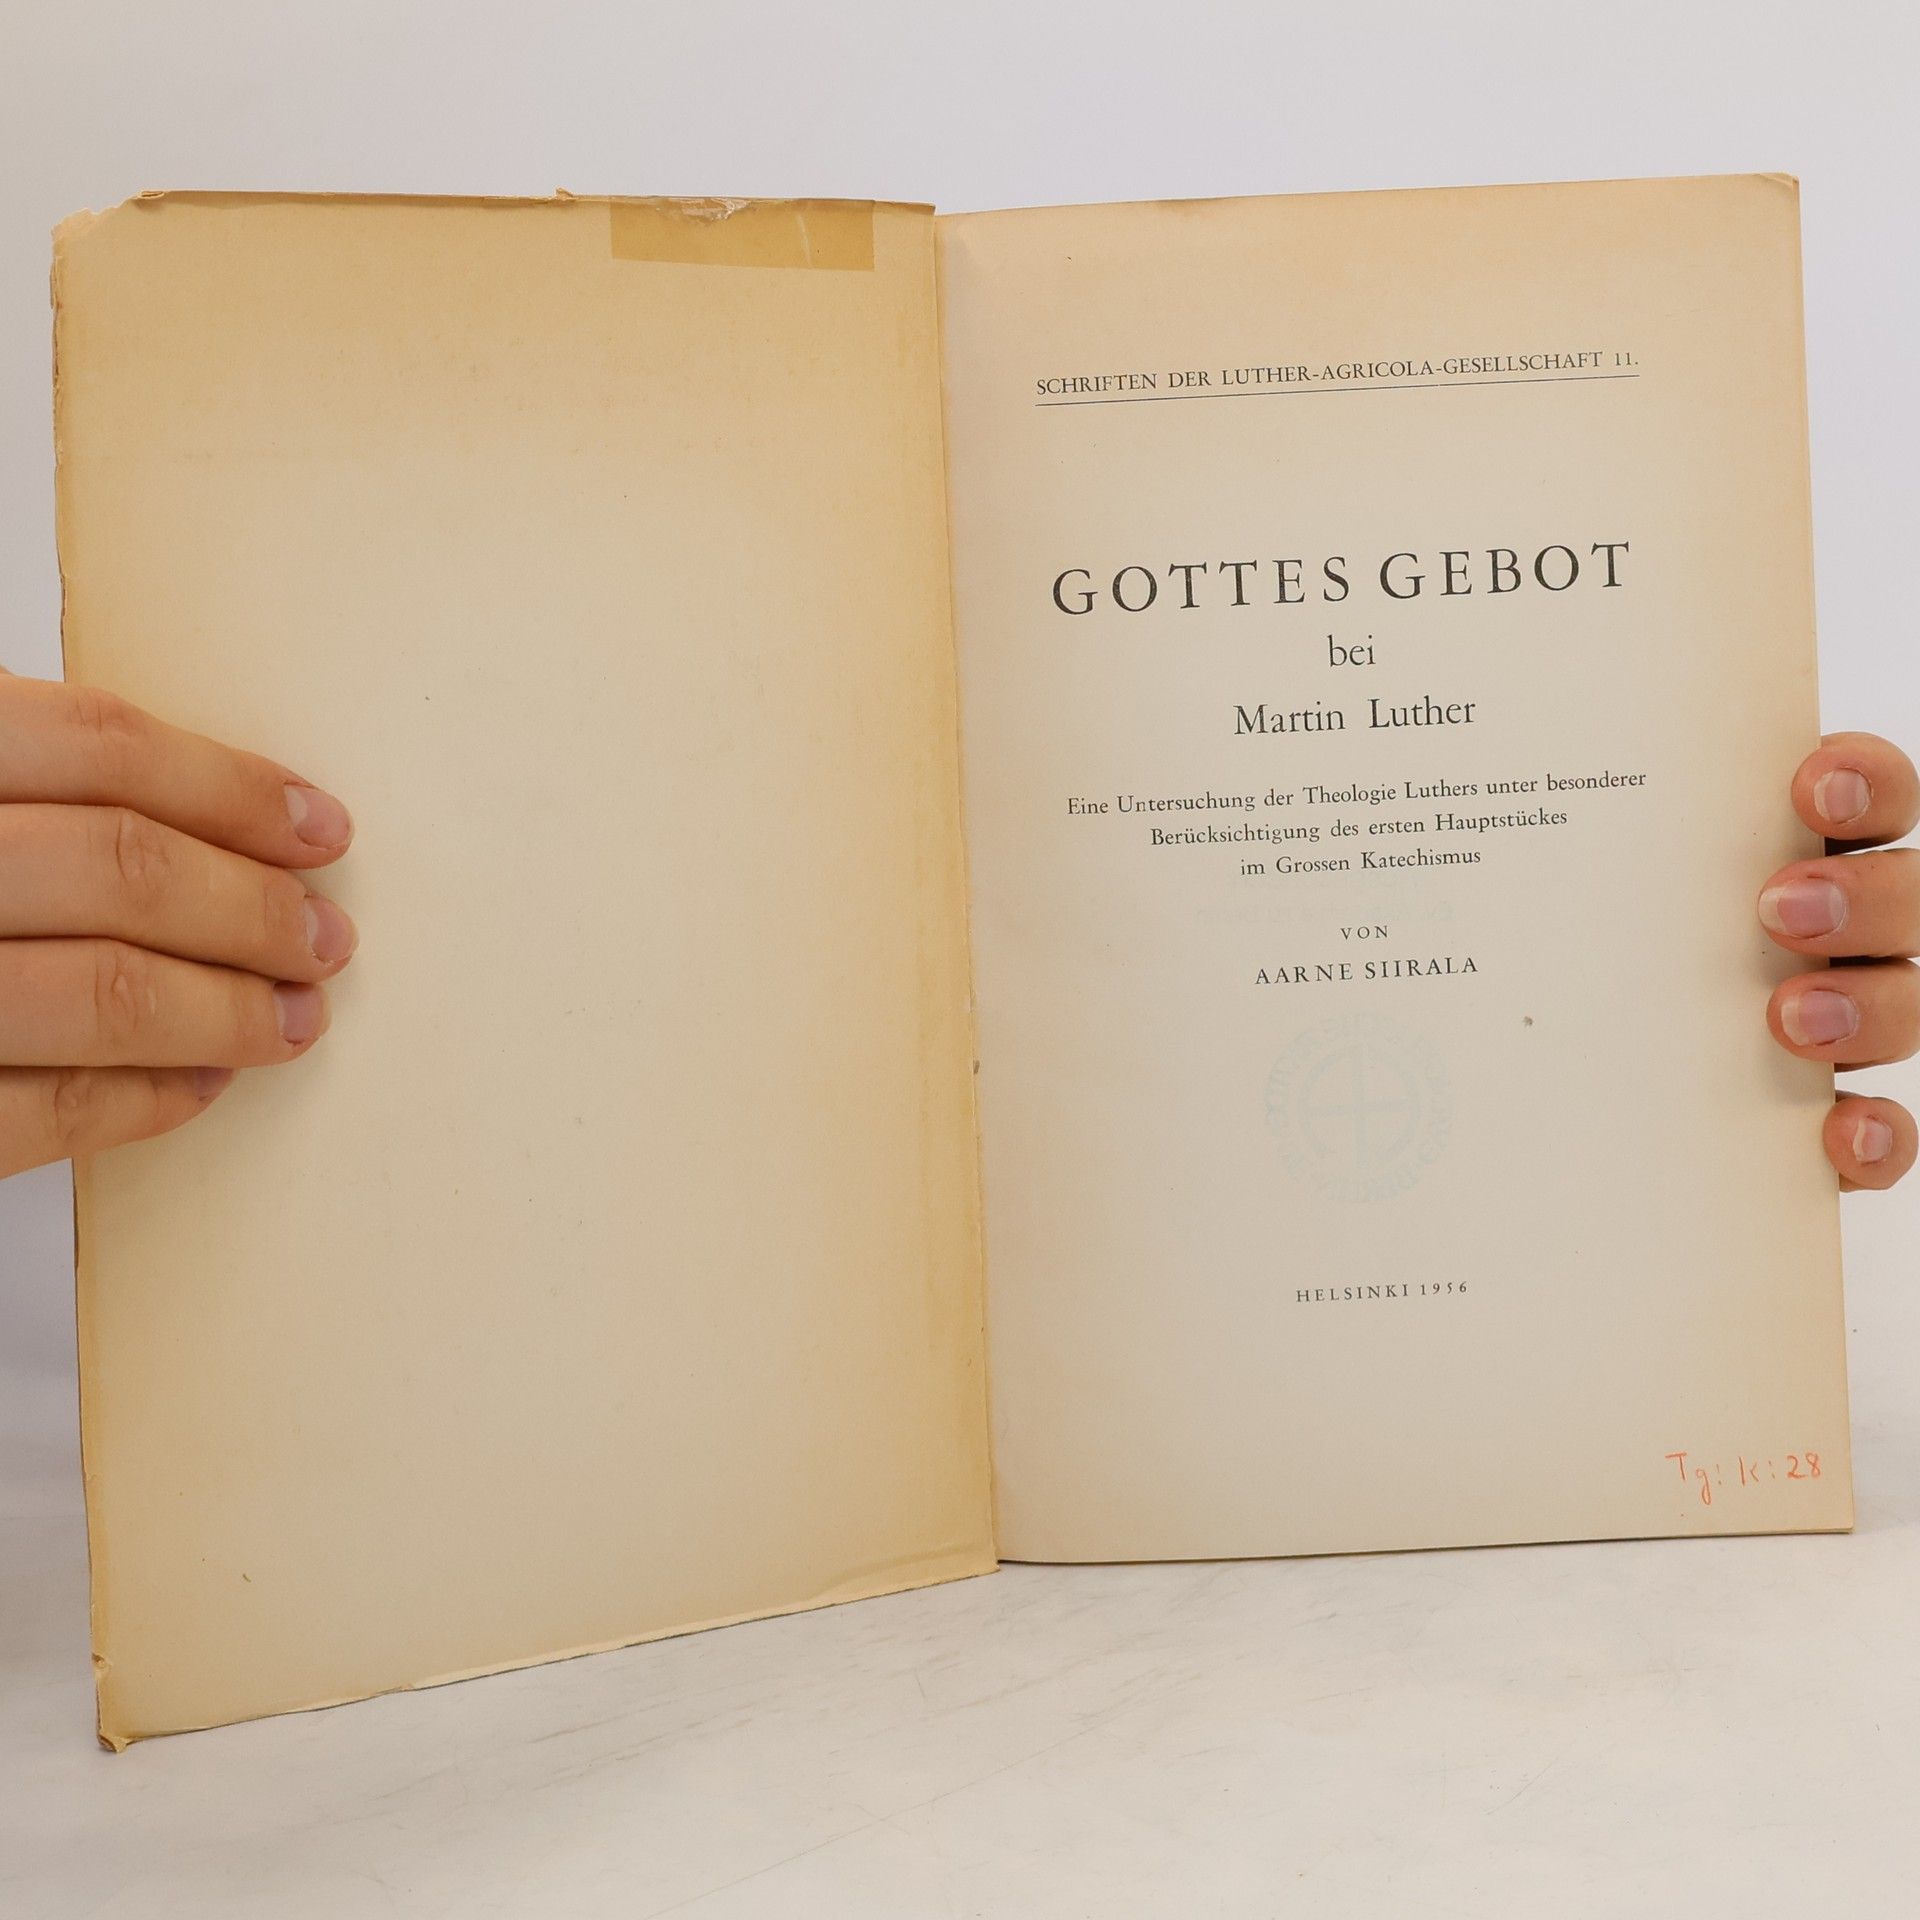 SCHRIFTEN DER LUTHER-AGRICOLA-GESELLSCHAFT 11.
GOTTES GEBOT
bei
Martin Luther
Eine Untersuchung der Theologie Luthers unter besonderer
Berücksichtigung des ersten Hauptstückes
im Grossen Katechismus
VON
AARNE SIIRALA
HELSINKI 1956
Tg: K: 28